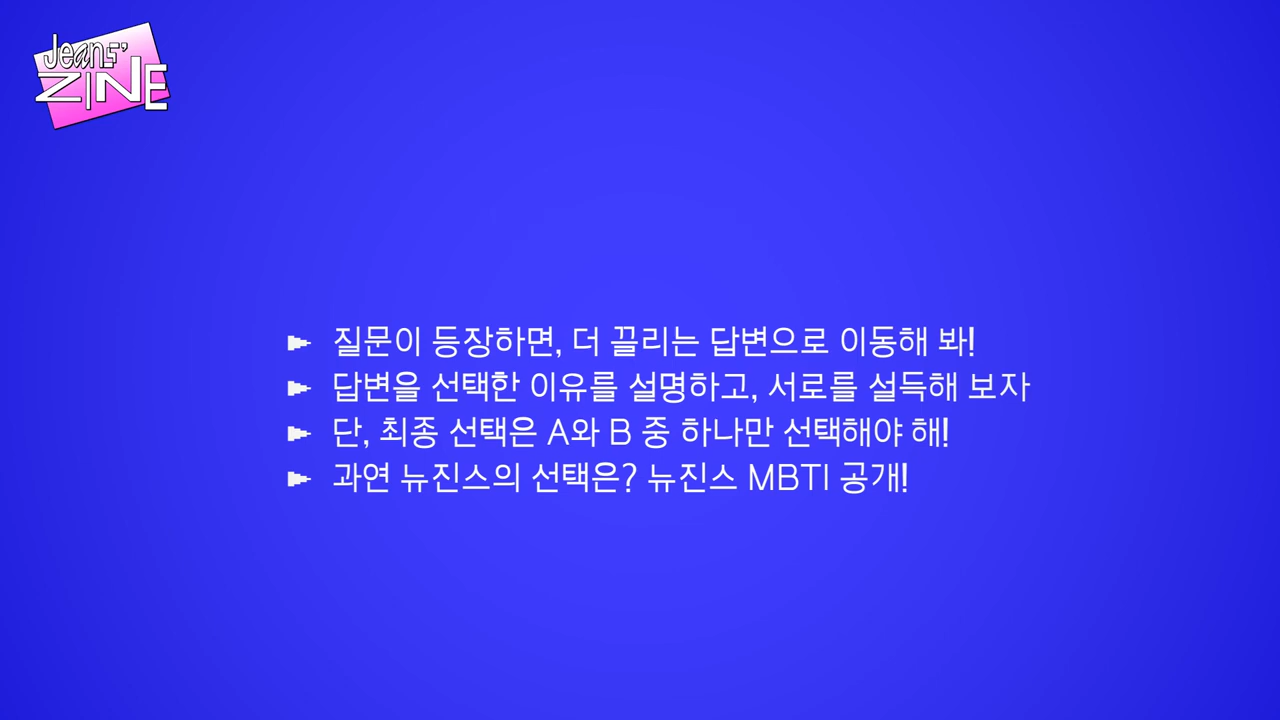 Jeans'
ZINE
질문이 등장하면, 더 끌리는 답변으로 이동해 봐!
답변을 선택한 이유를 설명하고, 서로를 설득해 보자
단, 최종 선택은 A와 B 중 하나만 선택해야 해!
과연 뉴진스의 선택은? 뉴진스 MBTI 공개!